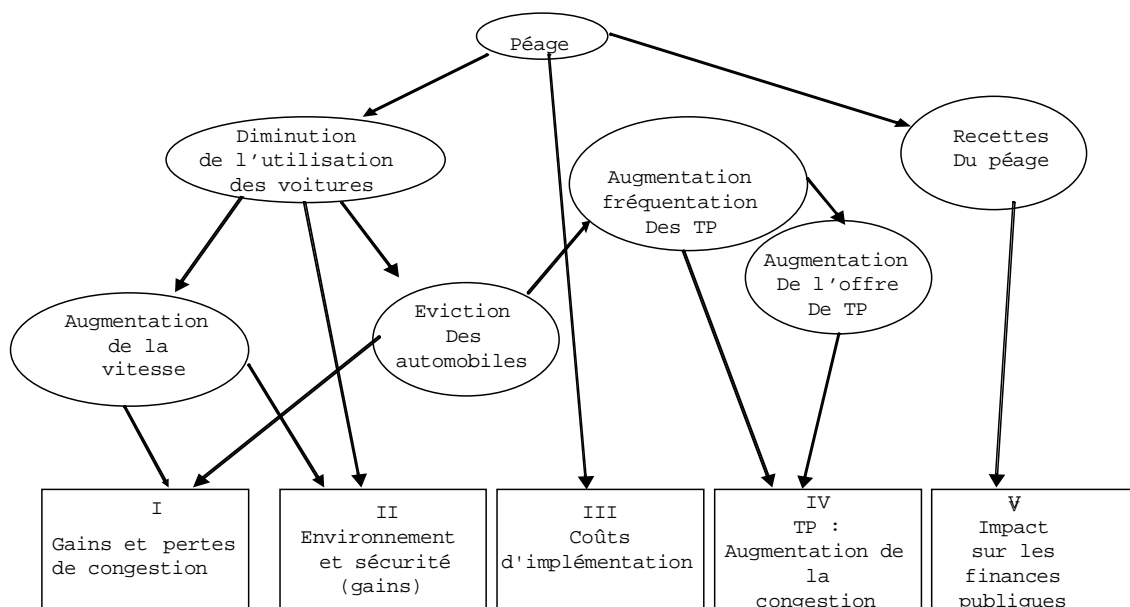 Péage
Diminution
de l'utilisation
des voitures
Recettes
Du péage
Augmentation
fréquentation
Des TP
Augmentation
De l'offre
De TP
Augmentation
de la
vitesse
Eviction
Des
automobiles
I
Gains et pertes
de congestion
II
Environnement
et sécurité
(gains)
III
Coûts
d'implémentation
IV
TP :
Augmentation de
la
congestion
V
Impact
sur les
finances
publiques